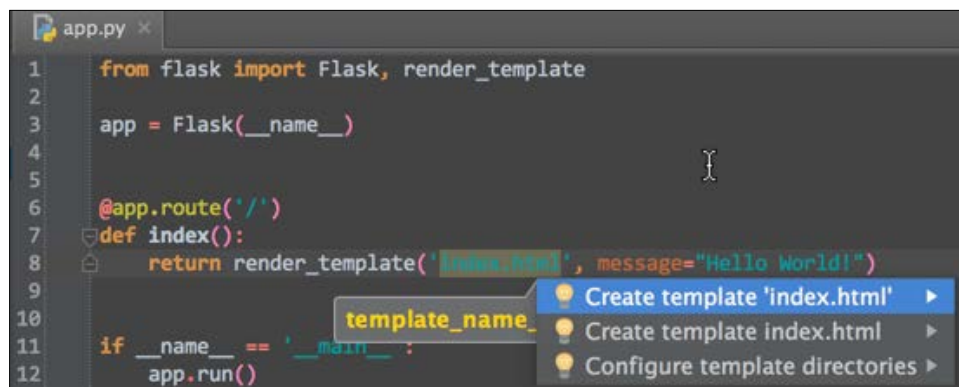 app.py ×
1 from flask import Flask, render_template
2
3 app = Flask(__name__)
4
5
6 @app.route('/')
7 def index():
8 return render_template('index.html', message="Hello World!")
9
10
11 if __name__ == '__main__':
12 app.run()
template_name_
Create template 'index.html'
Create template index.html
Configure template directories